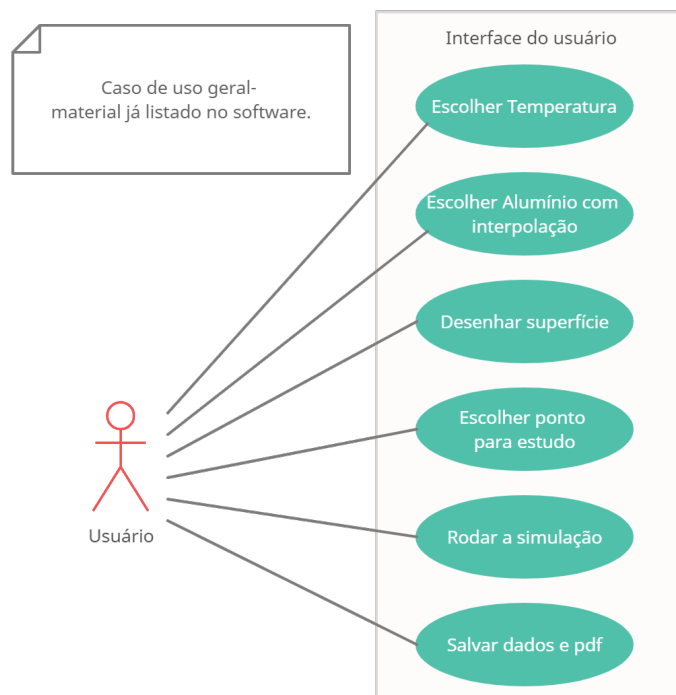 Caso de uso geral-
material já listado no software.
Interface do usuário
Escolher Temperatura
Escolher Alumínio com
interpolação
Desenhar superfície
Escolher ponto
para estudo
Rodar a simulação
Salvar dados e pdf
Usuário